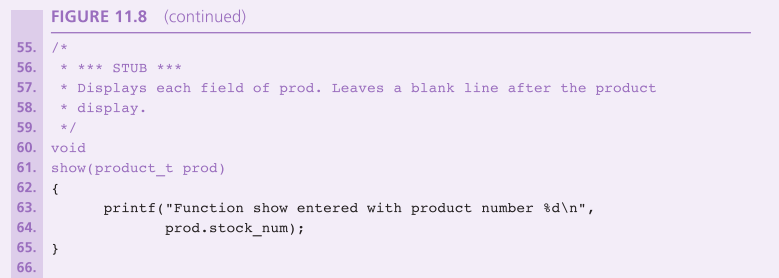 FIGURE 11.8 (continued)
55. /*
56.  * *** STUB ***
57.  * Displays each field of prod. Leaves a blank line after the product
58.  * display.
59.  */
60. void
61. show(product_t prod)
62. {
63.       printf("Function show entered with product number %d\n",
64.              prod.stock_num);
65. }
66.